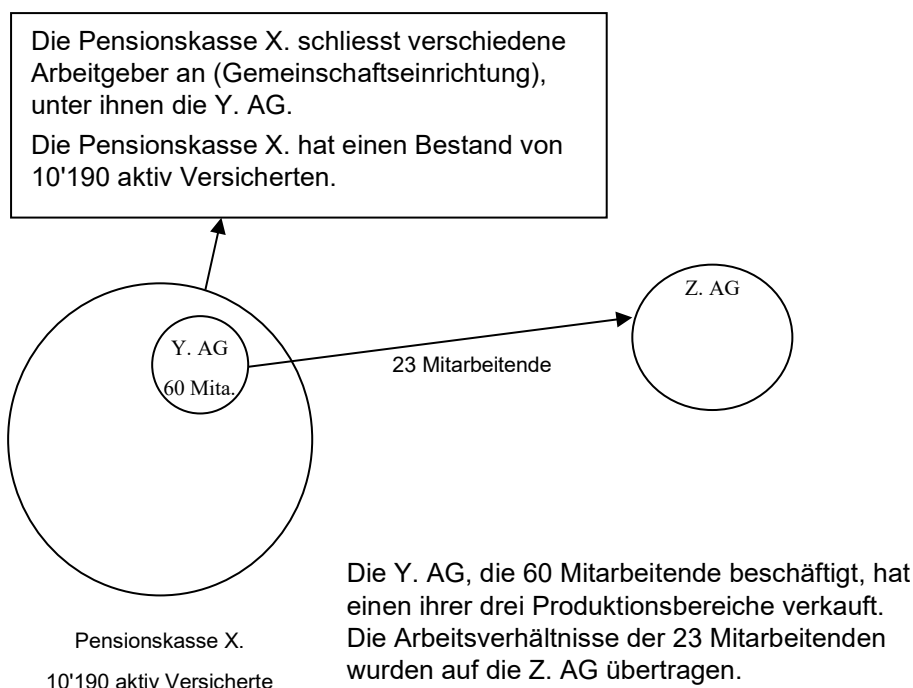 Die Pensionskasse X. schliesst verschiedene
Arbeitgeber an (Gemeinschaftseinrichtung),
unter ihnen die Y. AG.
Die Pensionskasse X. hat einen Bestand von
10'190 aktiv Versicherten.
Z. AG
Y. AG
60 Mita.
23 Mitarbeitende
Die Y. AG, die 60 Mitarbeitende beschäftigt, hat
einen ihrer drei Produktionsbereiche verkauft.
Die Arbeitsverhältnisse der 23 Mitarbeitenden
wurden auf die Z. AG übertragen.
Pensionskasse X.
10'190 aktiv Versicherte